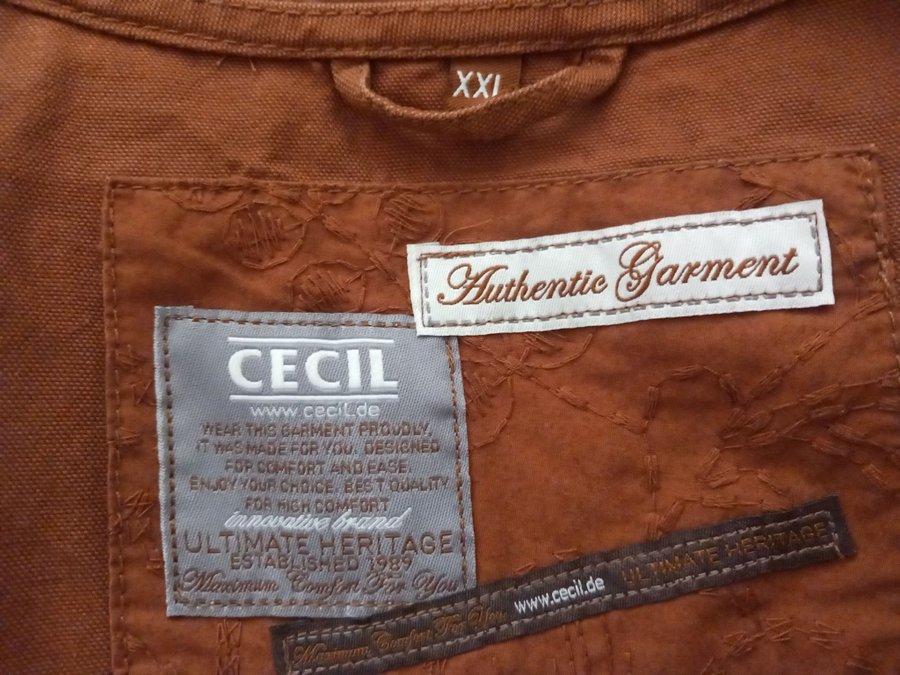 XXL
Authentic Garment
CECIL
www.cecil.de
WEAR THIS GARMENT PROUDLY,
IT WAS MADE FOR YOU. DESIGNED
FOR COMFORT AND EASE.
ENJOY YOUR CHOICE. BEST QUALITY
FOR HIGH COMFORT
innovative brand
ULTIMATE HERITAGE
ESTABLISHED 1989
Maximum Comfort For You
Maximum Comfort For You www.cecil.de ULTIMATE HERITAGE